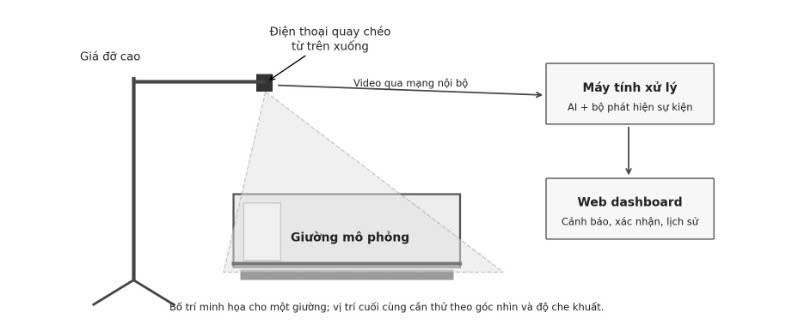 Điện thoại quay chéo
từ trên xuống
Giá đỡ cao
Video qua mạng nội bộ
Máy tính xử lý
AI + bộ phát hiện sự kiện
Web dashboard
Cảnh báo, xác nhận, lịch sử
Giường mô phỏng
Bố trí minh họa cho một giường; vị trí cuối cùng cần thử theo góc nhìn và độ che khuất.